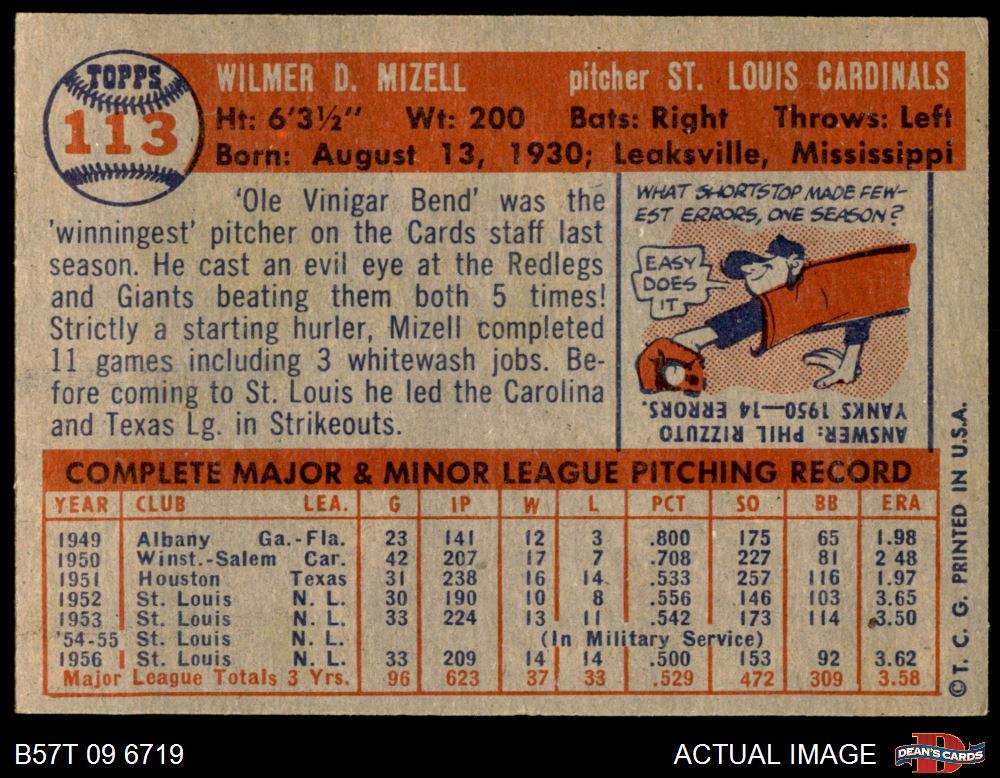 TOPPS
113
WILMER D. MIZELL pitcher ST. LOUIS CARDINALS
Ht: 6'3½" Wt: 200 Bats: Right Throws: Left
Born: August 13, 1930; Leaksville, Mississippi
'Ole Vinigar Bend' was the
'winningest' pitcher on the Cards staff last
season. He cast an evil eye at the Redlegs
and Giants beating them both 5 times!
Strictly a starting hurler, Mizell completed
11 games including 3 whitewash jobs. Be-
fore coming to St. Louis he led the Carolina
and Texas Lg. in Strikeouts.
WHAT SHORTSTOP MADE FEW-
EST ERRORS, ONE SEASON?
EASY
DOES
IT
ANSWER: PHIL RIZZUTO
YANKS 1950—14 ERRORS.
COMPLETE MAJOR & MINOR LEAGUE PITCHING RECORD
YEAR CLUB LEA. G IP W L PCT SO BB ERA
1949 Albany Ga.-Fla. 23 141 12 3 .800 175 65 1.98
1950 Winst.-Salem Car. 42 207 17 7 .708 227 81 2 48
1951 Houston Texas 31 238 16 14 .533 257 116 1.97
1952 St. Louis N. L. 30 190 10 8 .556 146 103 3.65
1953 St. Louis N. L. 33 224 13 11 .542 173 114 3.50
'54-55 St. Louis N. L. (In Military Service)
1956 St. Louis N. L. 33 209 14 14 .500 153 92 3.62
Major League Totals 3 Yrs. 96 623 37 33 .529 472 309 3.58
© T. C. G. PRINTED IN U.S.A.
B57T 09 6719 ACTUAL IMAGE
D
DEAN'S CARDS